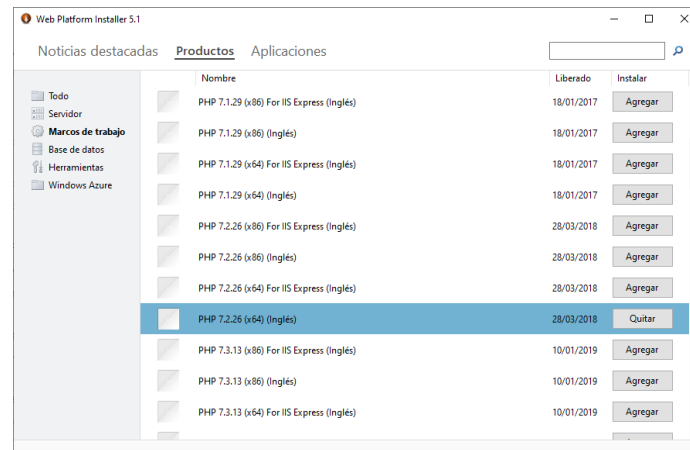 Web Platform Installer 5.1
Noticias destacadas Productos Aplicaciones
Nombre Liberado Instalar
Todo
Servidor
Marcos de trabajo
Base de datos
Herramientas
Windows Azure
PHP 7.1.29 (x86) For IIS Express (Inglés) 18/01/2017 Agregar
PHP 7.1.29 (x86) (Inglés) 18/01/2017 Agregar
PHP 7.1.29 (x64) For IIS Express (Inglés) 18/01/2017 Agregar
PHP 7.1.29 (x64) (Inglés) 18/01/2017 Agregar
PHP 7.2.26 (x86) For IIS Express (Inglés) 28/03/2018 Agregar
PHP 7.2.26 (x86) (Inglés) 28/03/2018 Agregar
PHP 7.2.26 (x64) For IIS Express (Inglés) 28/03/2018 Agregar
PHP 7.2.26 (x64) (Inglés) 28/03/2018 Quitar
PHP 7.3.13 (x86) For IIS Express (Inglés) 10/01/2019 Agregar
PHP 7.3.13 (x86) (Inglés) 10/01/2019 Agregar
PHP 7.3.13 (x64) For IIS Express (Inglés) 10/01/2019 Agregar